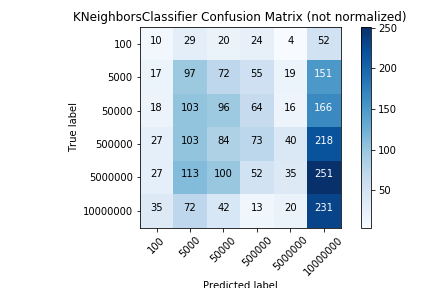 KNeighborsClassifier Confusion Matrix (not normalized)
100 10 29 20 24 4 52
5000 17 97 72 55 19 151
50000 18 103 96 64 16 166
500000 27 103 84 73 40 218
5000000 27 113 100 52 35 251
10000000 35 72 42 13 20 231
True label
100 5000 50000 500000 5000000 10000000
Predicted label
250
200
150
100
50